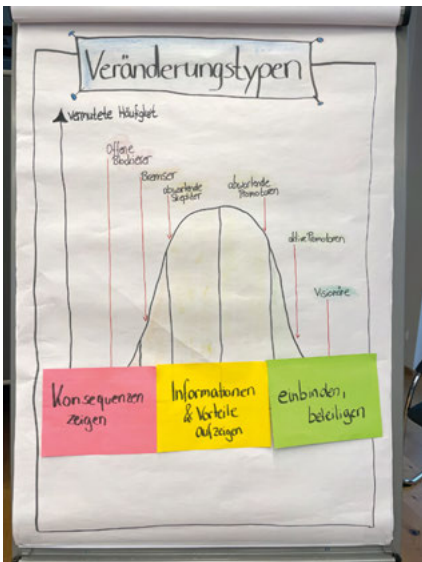 Veränderungstypen
vermutete Häufigkeit
Offene
Blockierer
Bremser
abwartende
Skeptiker
abwartende
Promotoren
aktive Promotoren
Visionäre
Konsequenzen
zeigen
Informationen
& Vorteile
aufzeigen
einbinden,
beteiligen